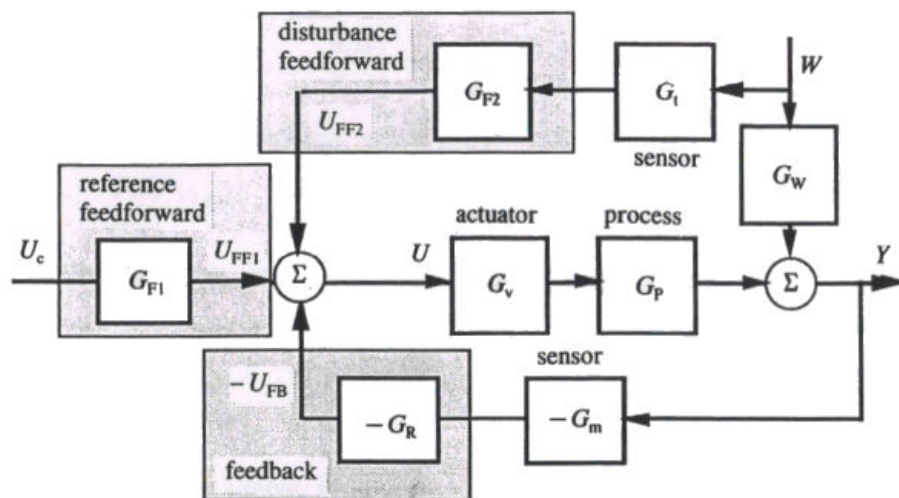 disturbance
feedforward
G_F2
G_t
W
U_FF2
sensor
G_W
reference
feedforward
actuator
process
U_c
G_F1
U_FF1
Σ
U
G_v
G_P
Σ
Y
sensor
−U_FB
−G_R
−G_m
feedback